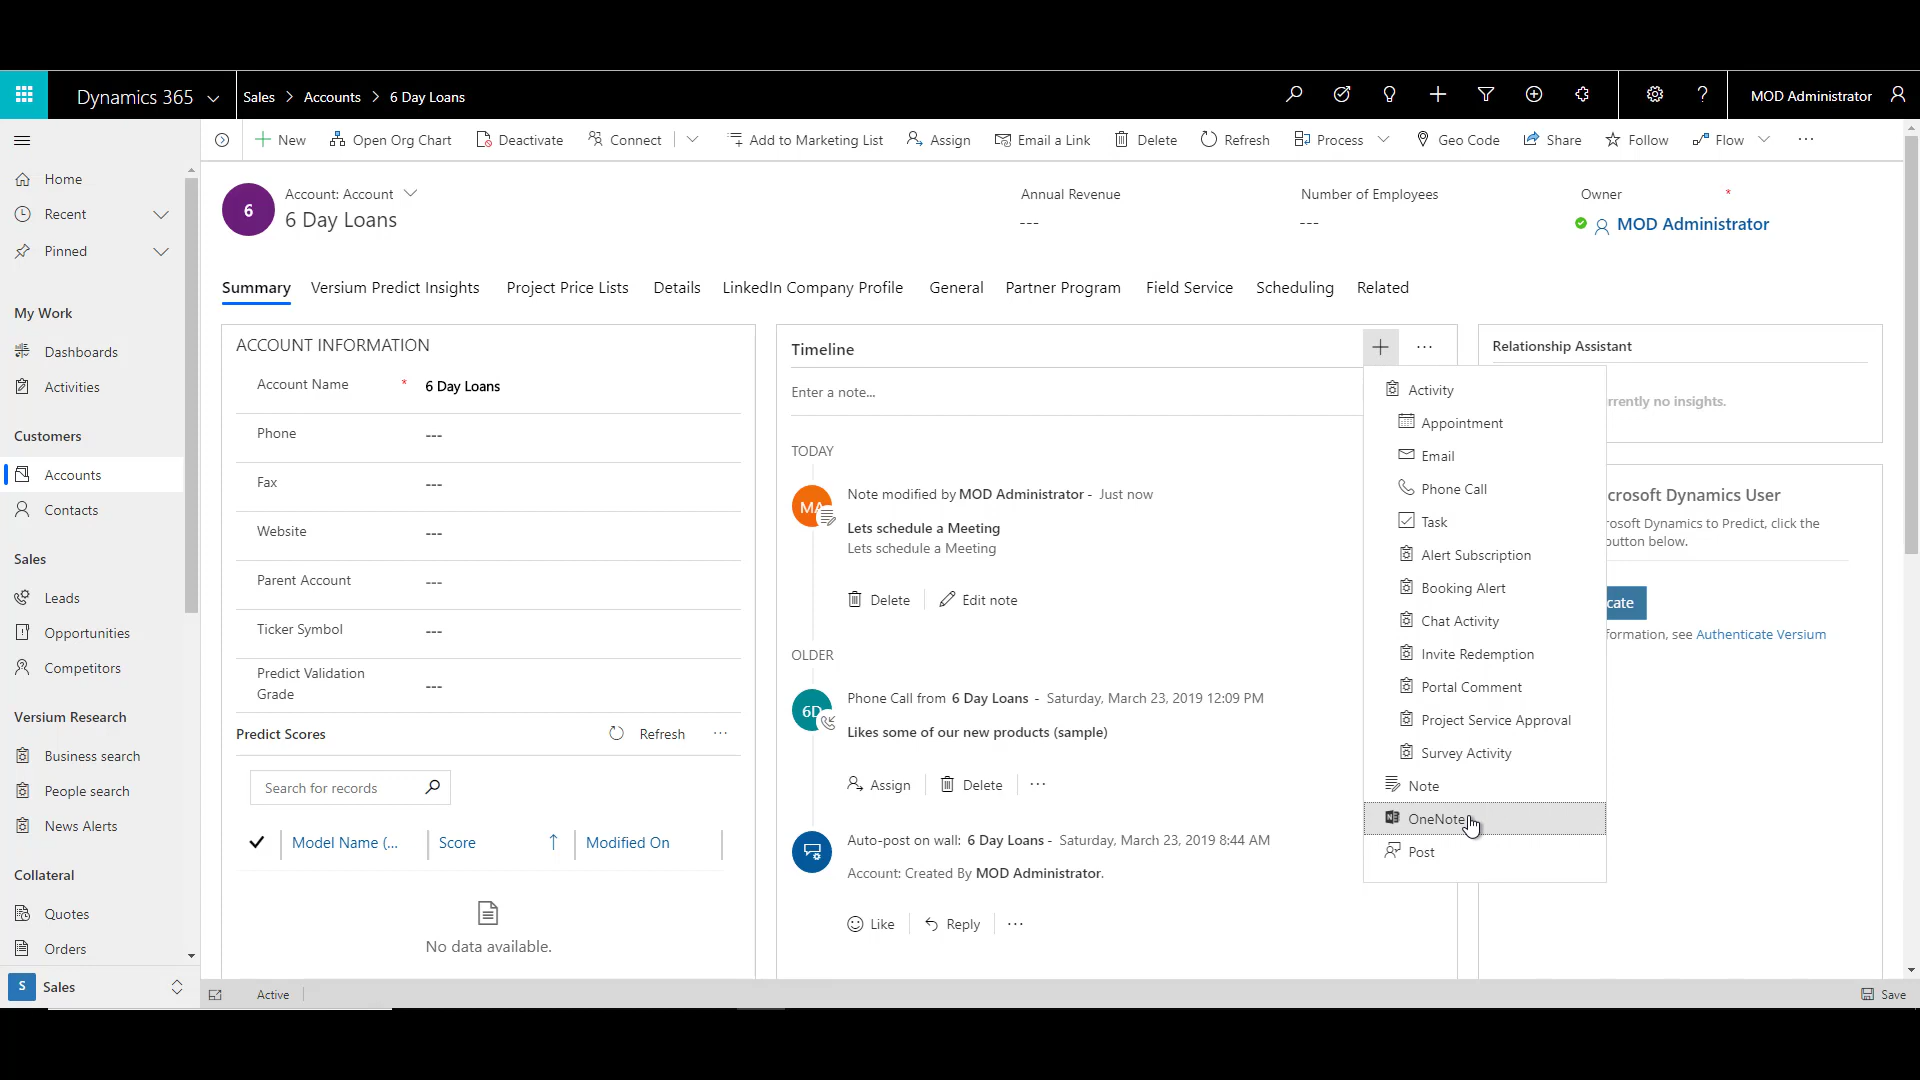 Dynamics 365
Sales > Accounts > 6 Day Loans
MOD Administrator
New
Open Org Chart
Deactivate
Connect
Add to Marketing List
Assign
Email a Link
Delete
Refresh
Process
Geo Code
Share
Follow
Flow
Home
Recent
Pinned
My Work
Dashboards
Activities
Customers
Accounts
Contacts
Sales
Leads
Opportunities
Competitors
Versium Research
Business search
People search
News Alerts
Collateral
Quotes
Orders
S Sales
6
Account: Account
6 Day Loans
Annual Revenue
---
Number of Employees
---
Owner *
MOD Administrator
Summary
Versium Predict Insights
Project Price Lists
Details
LinkedIn Company Profile
General
Partner Program
Field Service
Scheduling
Related
ACCOUNT INFORMATION
Account Name * 6 Day Loans
Phone ---
Fax ---
Website ---
Parent Account ---
Ticker Symbol ---
Predict Validation
Grade ---
Predict Scores
Refresh
Search for records
Model Name (...
Score
Modified On
No data available.
Timeline
Enter a note...
TODAY
MA
Note modified by MOD Administrator - Just now
Lets schedule a Meeting
Lets schedule a Meeting
Delete
Edit note
OLDER
6D
Phone Call from 6 Day Loans - Saturday, March 23, 2019 12:09 PM
Likes some of our new products (sample)
Assign
Delete
Auto-post on wall: 6 Day Loans - Saturday, March 23, 2019 8:44 AM
Account: Created By MOD Administrator.
Like
Reply
Activity
Appointment
Email
Phone Call
Task
Alert Subscription
Booking Alert
Chat Activity
Invite Redemption
Portal Comment
Project Service Approval
Survey Activity
Note
OneNote
Post
Relationship Assistant
rrently no insights.
crosoft Dynamics User
rosoft Dynamics to Predict, click the
utton below.
cate
formation, see Authenticate Versium
Active
Save